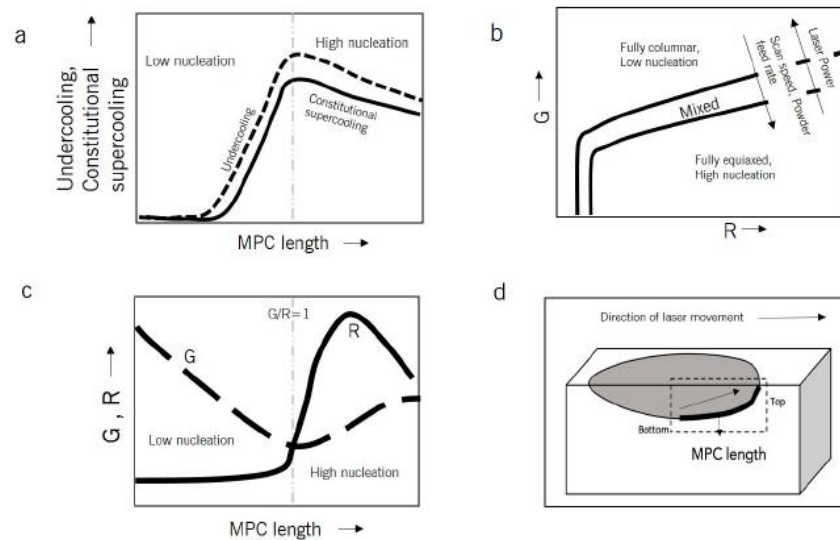 a
Undercooling,
Constitutional
supercooling
Low nucleation
High nucleation
Undercooling
Constitutional
supercooling
MPC length
b
G
Fully columnar,
Low nucleation
Mixed
Fully equiaxed,
High nucleation
Scan speed, Powder
feed rate
Laser Power
R
c
G , R
G/R=1
G
R
Low nucleation
High nucleation
MPC length
d
Direction of laser movement
Top
Bottom
MPC length